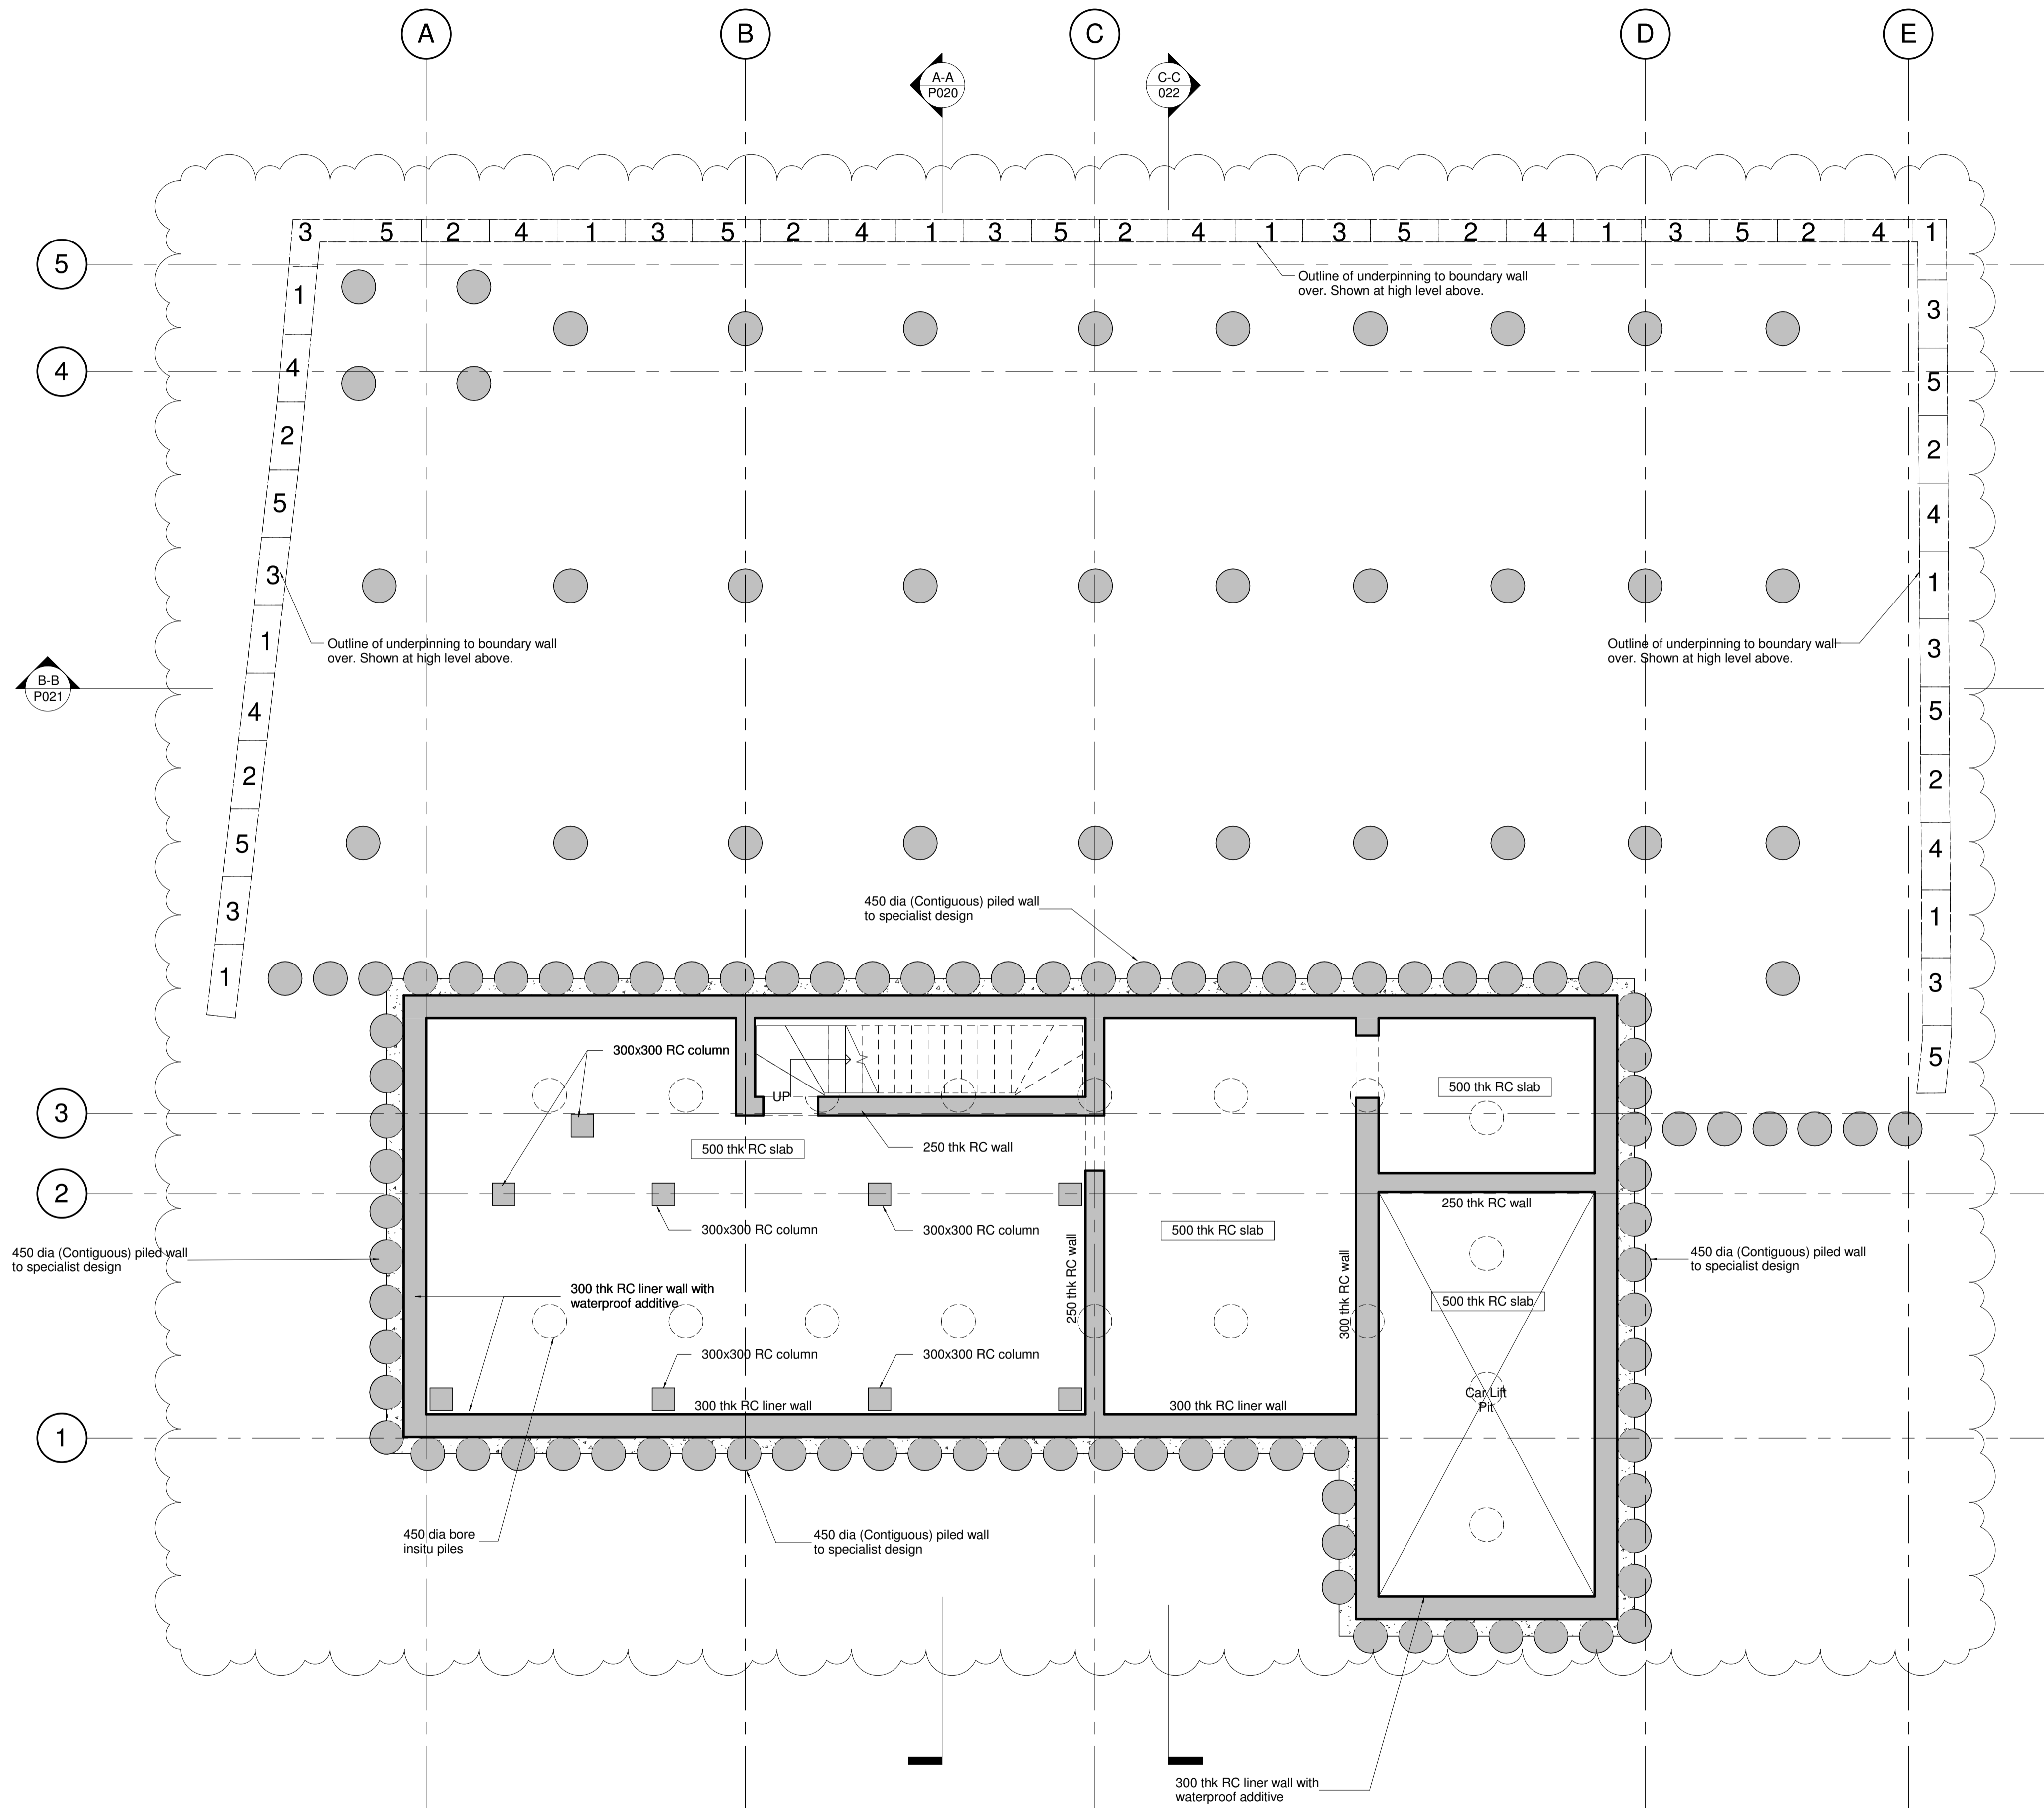 A
B
C
D
E
A-A
P020
C-C
022
3 5 2 4 1 3 5 2 4 1 3 5 2 4 1 3 5 2 4 1 3 5 2 4 1
5
Outline of underpinning to boundary wall
over. Shown at high level above.
1
3
4
4
5
2
2
5
4
3
1
Outline of underpinning to boundary wall
over. Shown at high level above.
Outline of underpinning to boundary wall
over. Shown at high level above.
1
3
B-B
P021
4
5
2
2
5
4
450 dia (Contiguous) piled wall
to specialist design
3
1
1
3
300x300 RC column
5
UP
500 thk RC slab
3
500 thk RC slab
250 thk RC wall
2
250 thk RC wall
300x300 RC column
300x300 RC column
500 thk RC slab
450 dia (Contiguous) piled wall
to specialist design
250 thk RC wall
300 thk RC wall
450 dia (Contiguous) piled wall
to specialist design
300 thk RC liner wall with
waterproof additive
500 thk RC slab
300x300 RC column
300x300 RC column
Car Lift
Pit
300 thk RC liner wall
300 thk RC liner wall
1
450 dia bore
insitu piles
450 dia (Contiguous) piled wall
to specialist design
300 thk RC liner wall with
waterproof additive